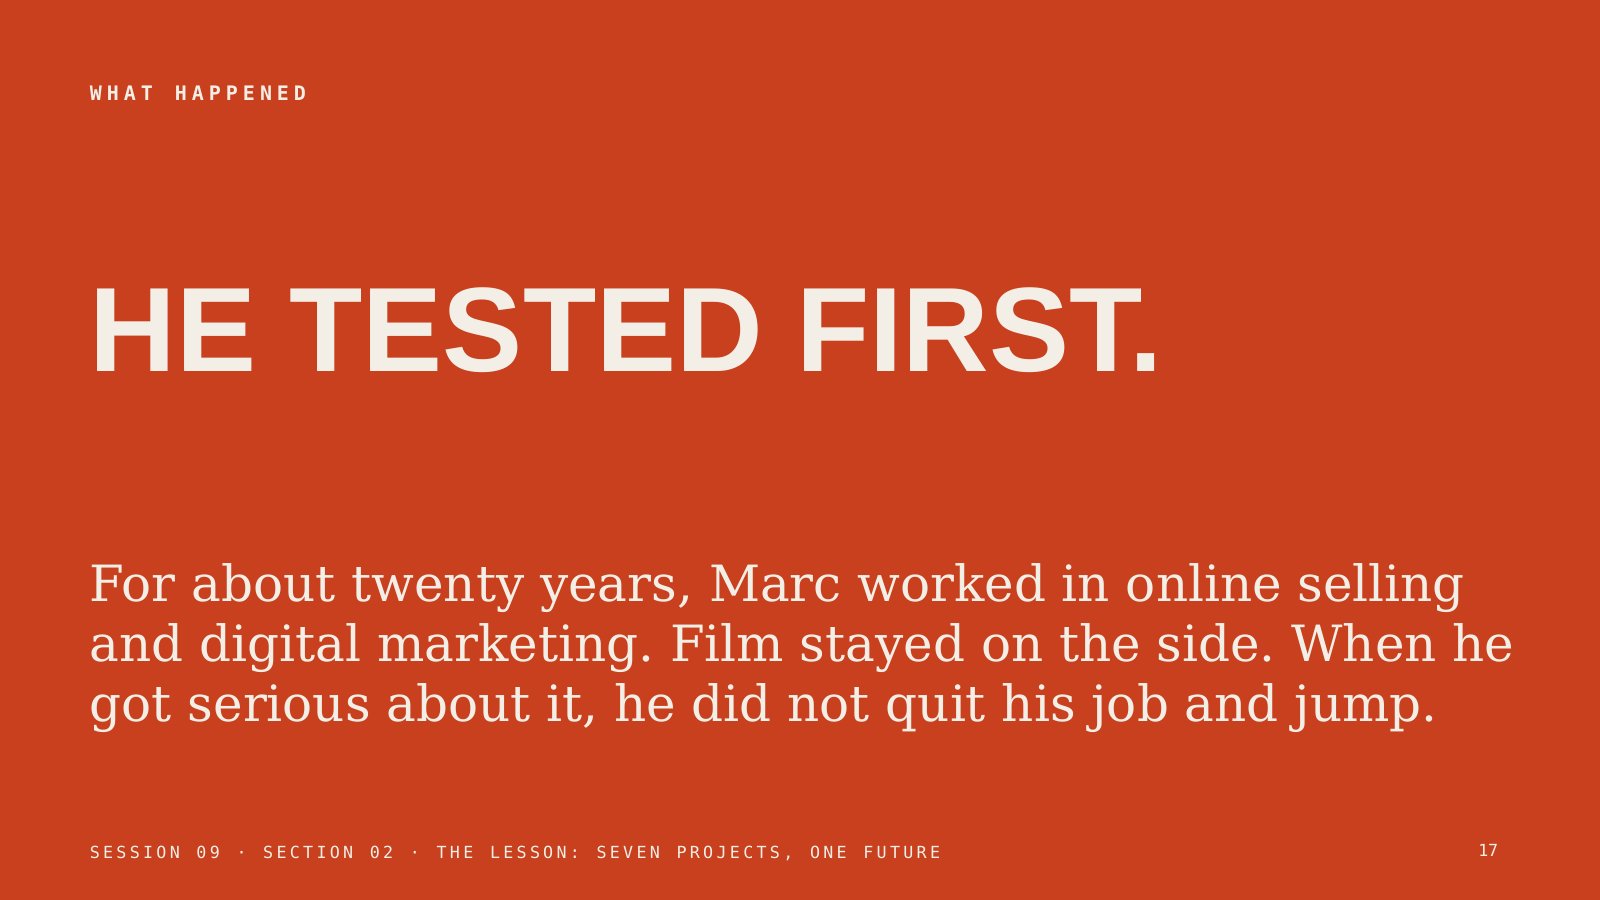 WHAT HAPPENED
HE TESTED FIRST.
For about twenty years, Marc worked in online selling
and digital marketing. Film stayed on the side. When he
got serious about it, he did not quit his job and jump.
SESSION 09 · SECTION 02 · THE LESSON: SEVEN PROJECTS, ONE FUTURE
17